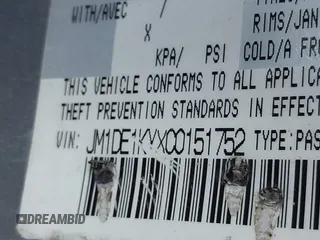 WITH/AVEC /
RIMS/JAN
X
KPA/ PSI COLD/A FRO
THIS VEHICLE CONFORMS TO ALL APPLICA
THEFT PREVENTION STANDARDS IN EFFECT
VIN: JM1DE1KYXC0151752 TYPE:PAS
DREAMBID